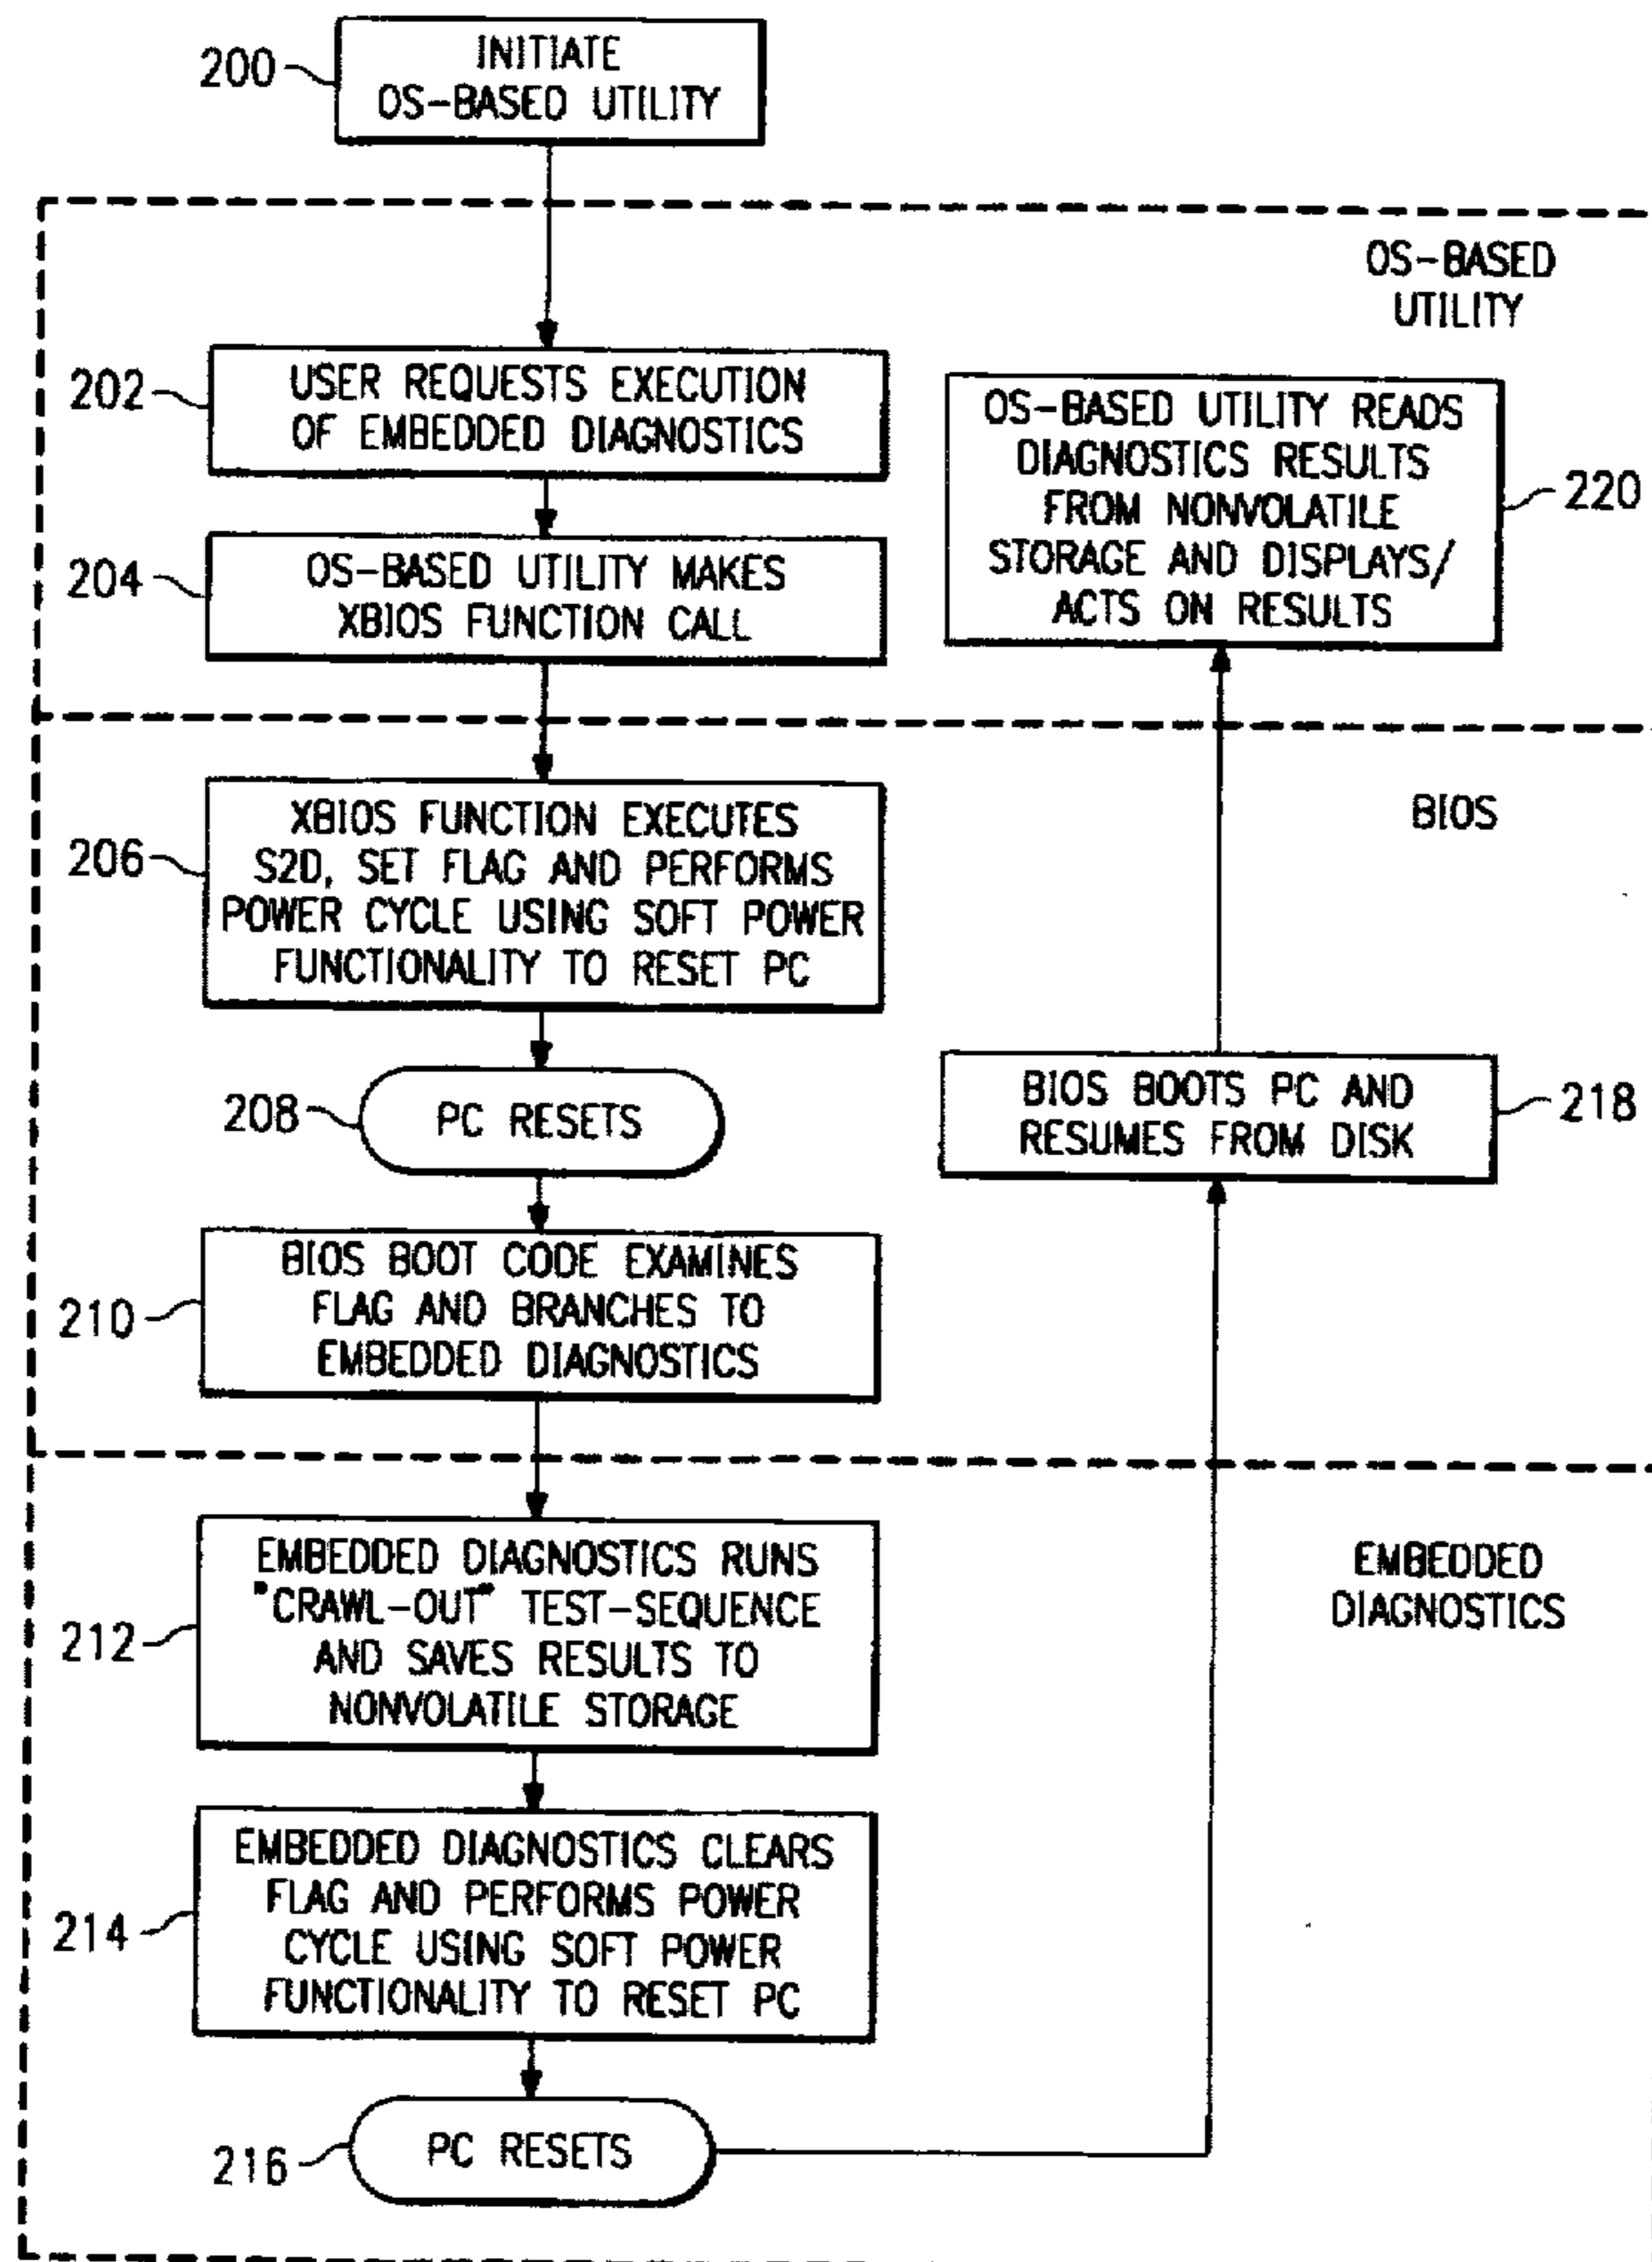 200
INITIATE
OS-BASED UTILITY
OS-BASED
UTILITY
202
USER REQUESTS EXECUTION
OF EMBEDDED DIAGNOSTICS
204
OS-BASED UTILITY MAKES
XBIOS FUNCTION CALL
OS-BASED UTILITY READS
DIAGNOSTICS RESULTS
FROM NONVOLATILE
STORAGE AND DISPLAYS/
ACTS ON RESULTS
220
BIOS
206
XBIOS FUNCTION EXECUTES
S2D, SET FLAG AND PERFORMS
POWER CYCLE USING SOFT POWER
FUNCTIONALITY TO RESET PC
208
PC RESETS
BIOS BOOTS PC AND
RESUMES FROM DISK
218
210
BIOS BOOT CODE EXAMINES
FLAG AND BRANCHES TO
EMBEDDED DIAGNOSTICS
EMBEDDED
DIAGNOSTICS
212
EMBEDDED DIAGNOSTICS RUNS
"CRAWL-OUT" TEST-SEQUENCE
AND SAVES RESULTS TO
NONVOLATILE STORAGE
214
EMBEDDED DIAGNOSTICS CLEARS
FLAG AND PERFORMS POWER
CYCLE USING SOFT POWER
FUNCTIONALITY TO RESET PC
216
PC RESETS